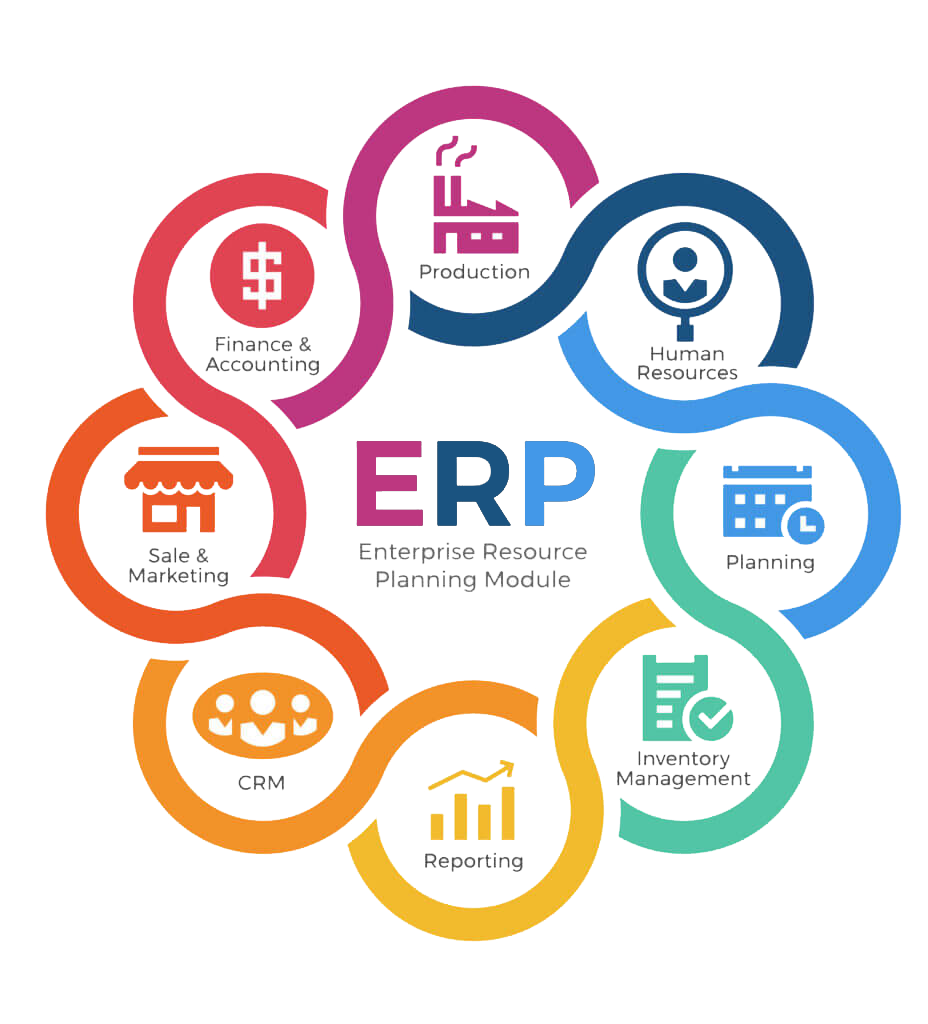 Production
Human
Resources
Planning
Inventory
Management
Reporting
CRM
Sale &
Marketing
Finance &
Accounting
ERP
Enterprise Resource
Planning Module